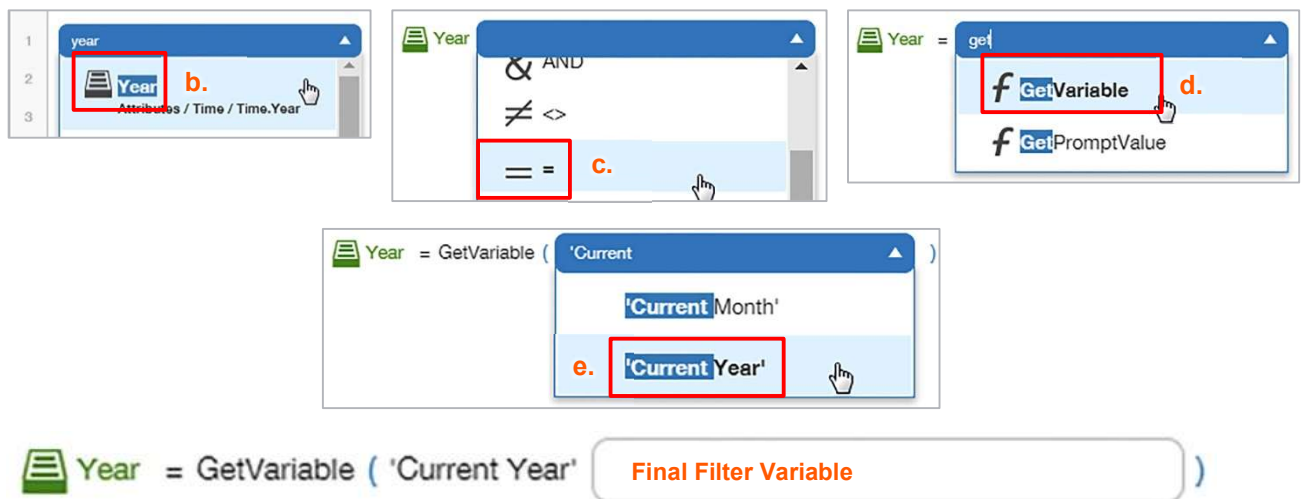 1
year
2
Year
b.
Attributes / Time / Time.Year
3
Year
& AND
≠ <>
= =
c.
Year = get
f GetVariable
d.
f GetPromptValue
Year = GetVariable ( 'Current )
'Current Month'
e.
'Current Year'
Year = GetVariable ( 'Current Year' Final Filter Variable )